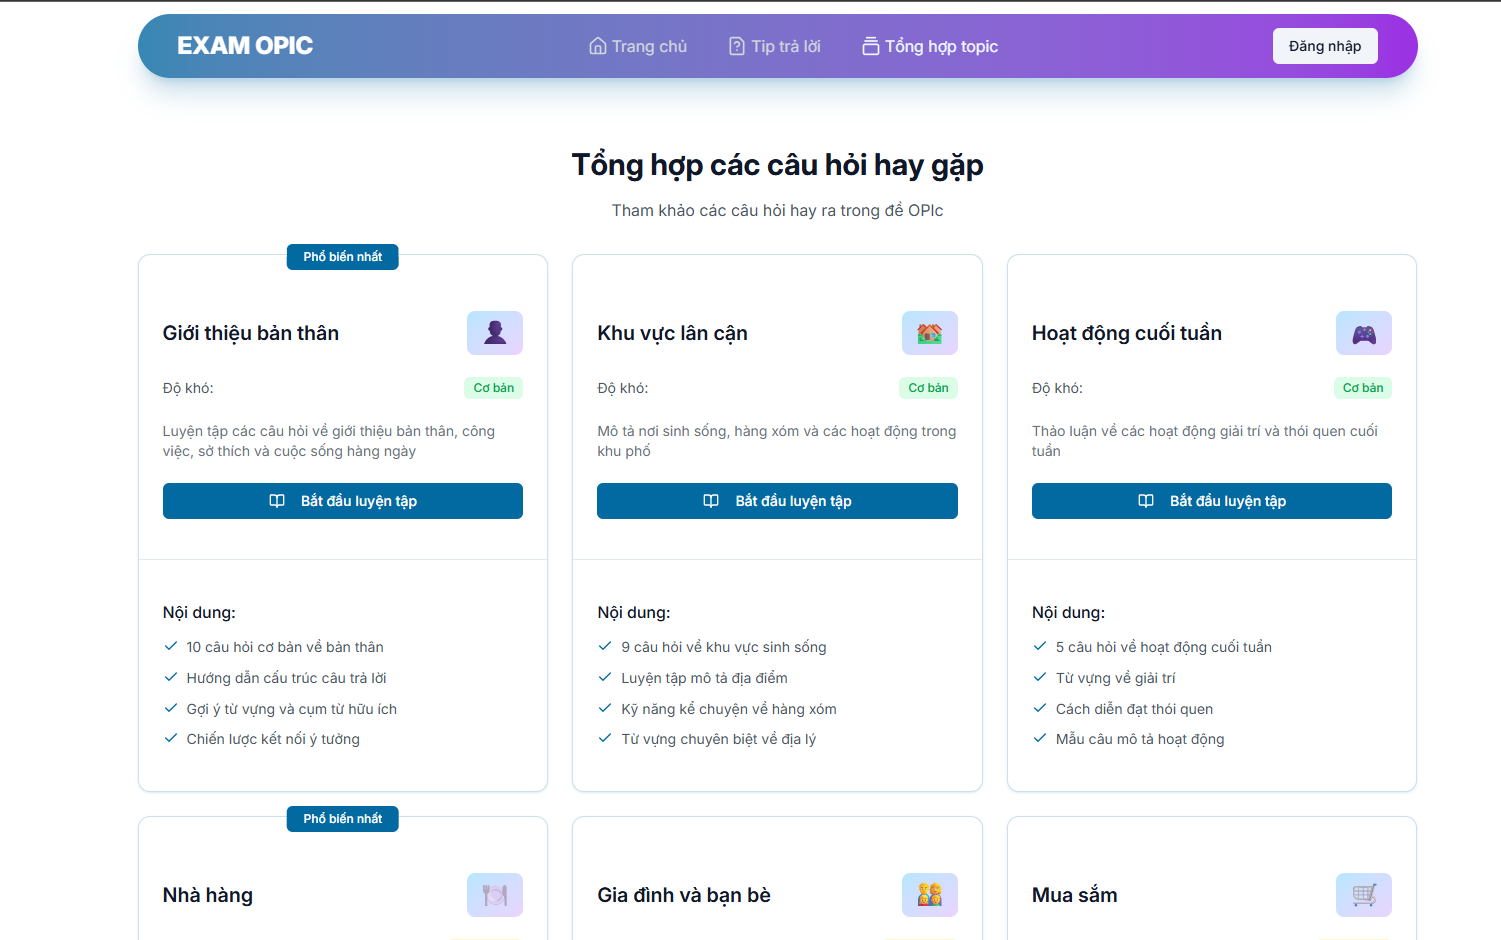 EXAM OPIC
Trang chủ
Tip trả lời
Tổng hợp topic
Đăng nhập
Tổng hợp các câu hỏi hay gặp
Tham khảo các câu hỏi hay ra trong đề OPIc
Phổ biến nhất
Giới thiệu bản thân
Độ khó:
Cơ bản
Luyện tập các câu hỏi về giới thiệu bản thân, công
việc, sở thích và cuộc sống hàng ngày
Bắt đầu luyện tập
Nội dung:
10 câu hỏi cơ bản về bản thân
Hướng dẫn cấu trúc câu trả lời
Gợi ý từ vựng và cụm từ hữu ích
Chiến lược kết nối ý tưởng
Khu vực lân cận
Độ khó:
Cơ bản
Mô tả nơi sinh sống, hàng xóm và các hoạt động trong
khu phố
Bắt đầu luyện tập
Nội dung:
9 câu hỏi về khu vực sinh sống
Luyện tập mô tả địa điểm
Kỹ năng kể chuyện về hàng xóm
Từ vựng chuyên biệt về địa lý
Hoạt động cuối tuần
Độ khó:
Cơ bản
Thảo luận về các hoạt động giải trí và thói quen cuối
tuần
Bắt đầu luyện tập
Nội dung:
5 câu hỏi về hoạt động cuối tuần
Từ vựng về giải trí
Cách diễn đạt thói quen
Mẫu câu mô tả hoạt động
Phổ biến nhất
Nhà hàng
Gia đình và bạn bè
Mua sắm